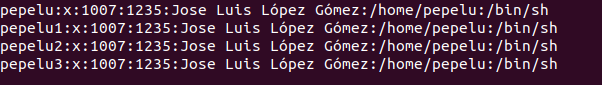 pepelu:x:1007:1235:Jose Luis López Gómez:/home/pepelu:/bin/sh
pepelu1:x:1007:1235:Jose Luis López Gómez:/home/pepelu:/bin/sh
pepelu2:x:1007:1235:Jose Luis López Gómez:/home/pepelu:/bin/sh
pepelu3:x:1007:1235:Jose Luis López Gómez:/home/pepelu:/bin/sh